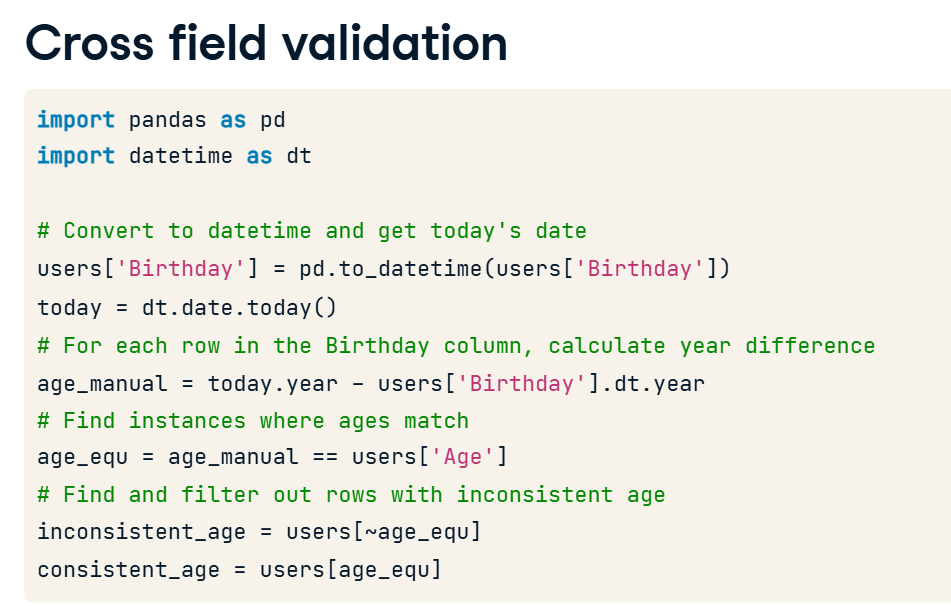 Cross field validation
import pandas as pd
import datetime as dt
# Convert to datetime and get today's date
users['Birthday'] = pd.to_datetime(users['Birthday'])
today = dt.date.today()
# For each row in the Birthday column, calculate year difference
age_manual = today.year - users['Birthday'].dt.year
# Find instances where ages match
age_equ = age_manual == users['Age']
# Find and filter out rows with inconsistent age
inconsistent_age = users[~age_equ]
consistent_age = users[age_equ]